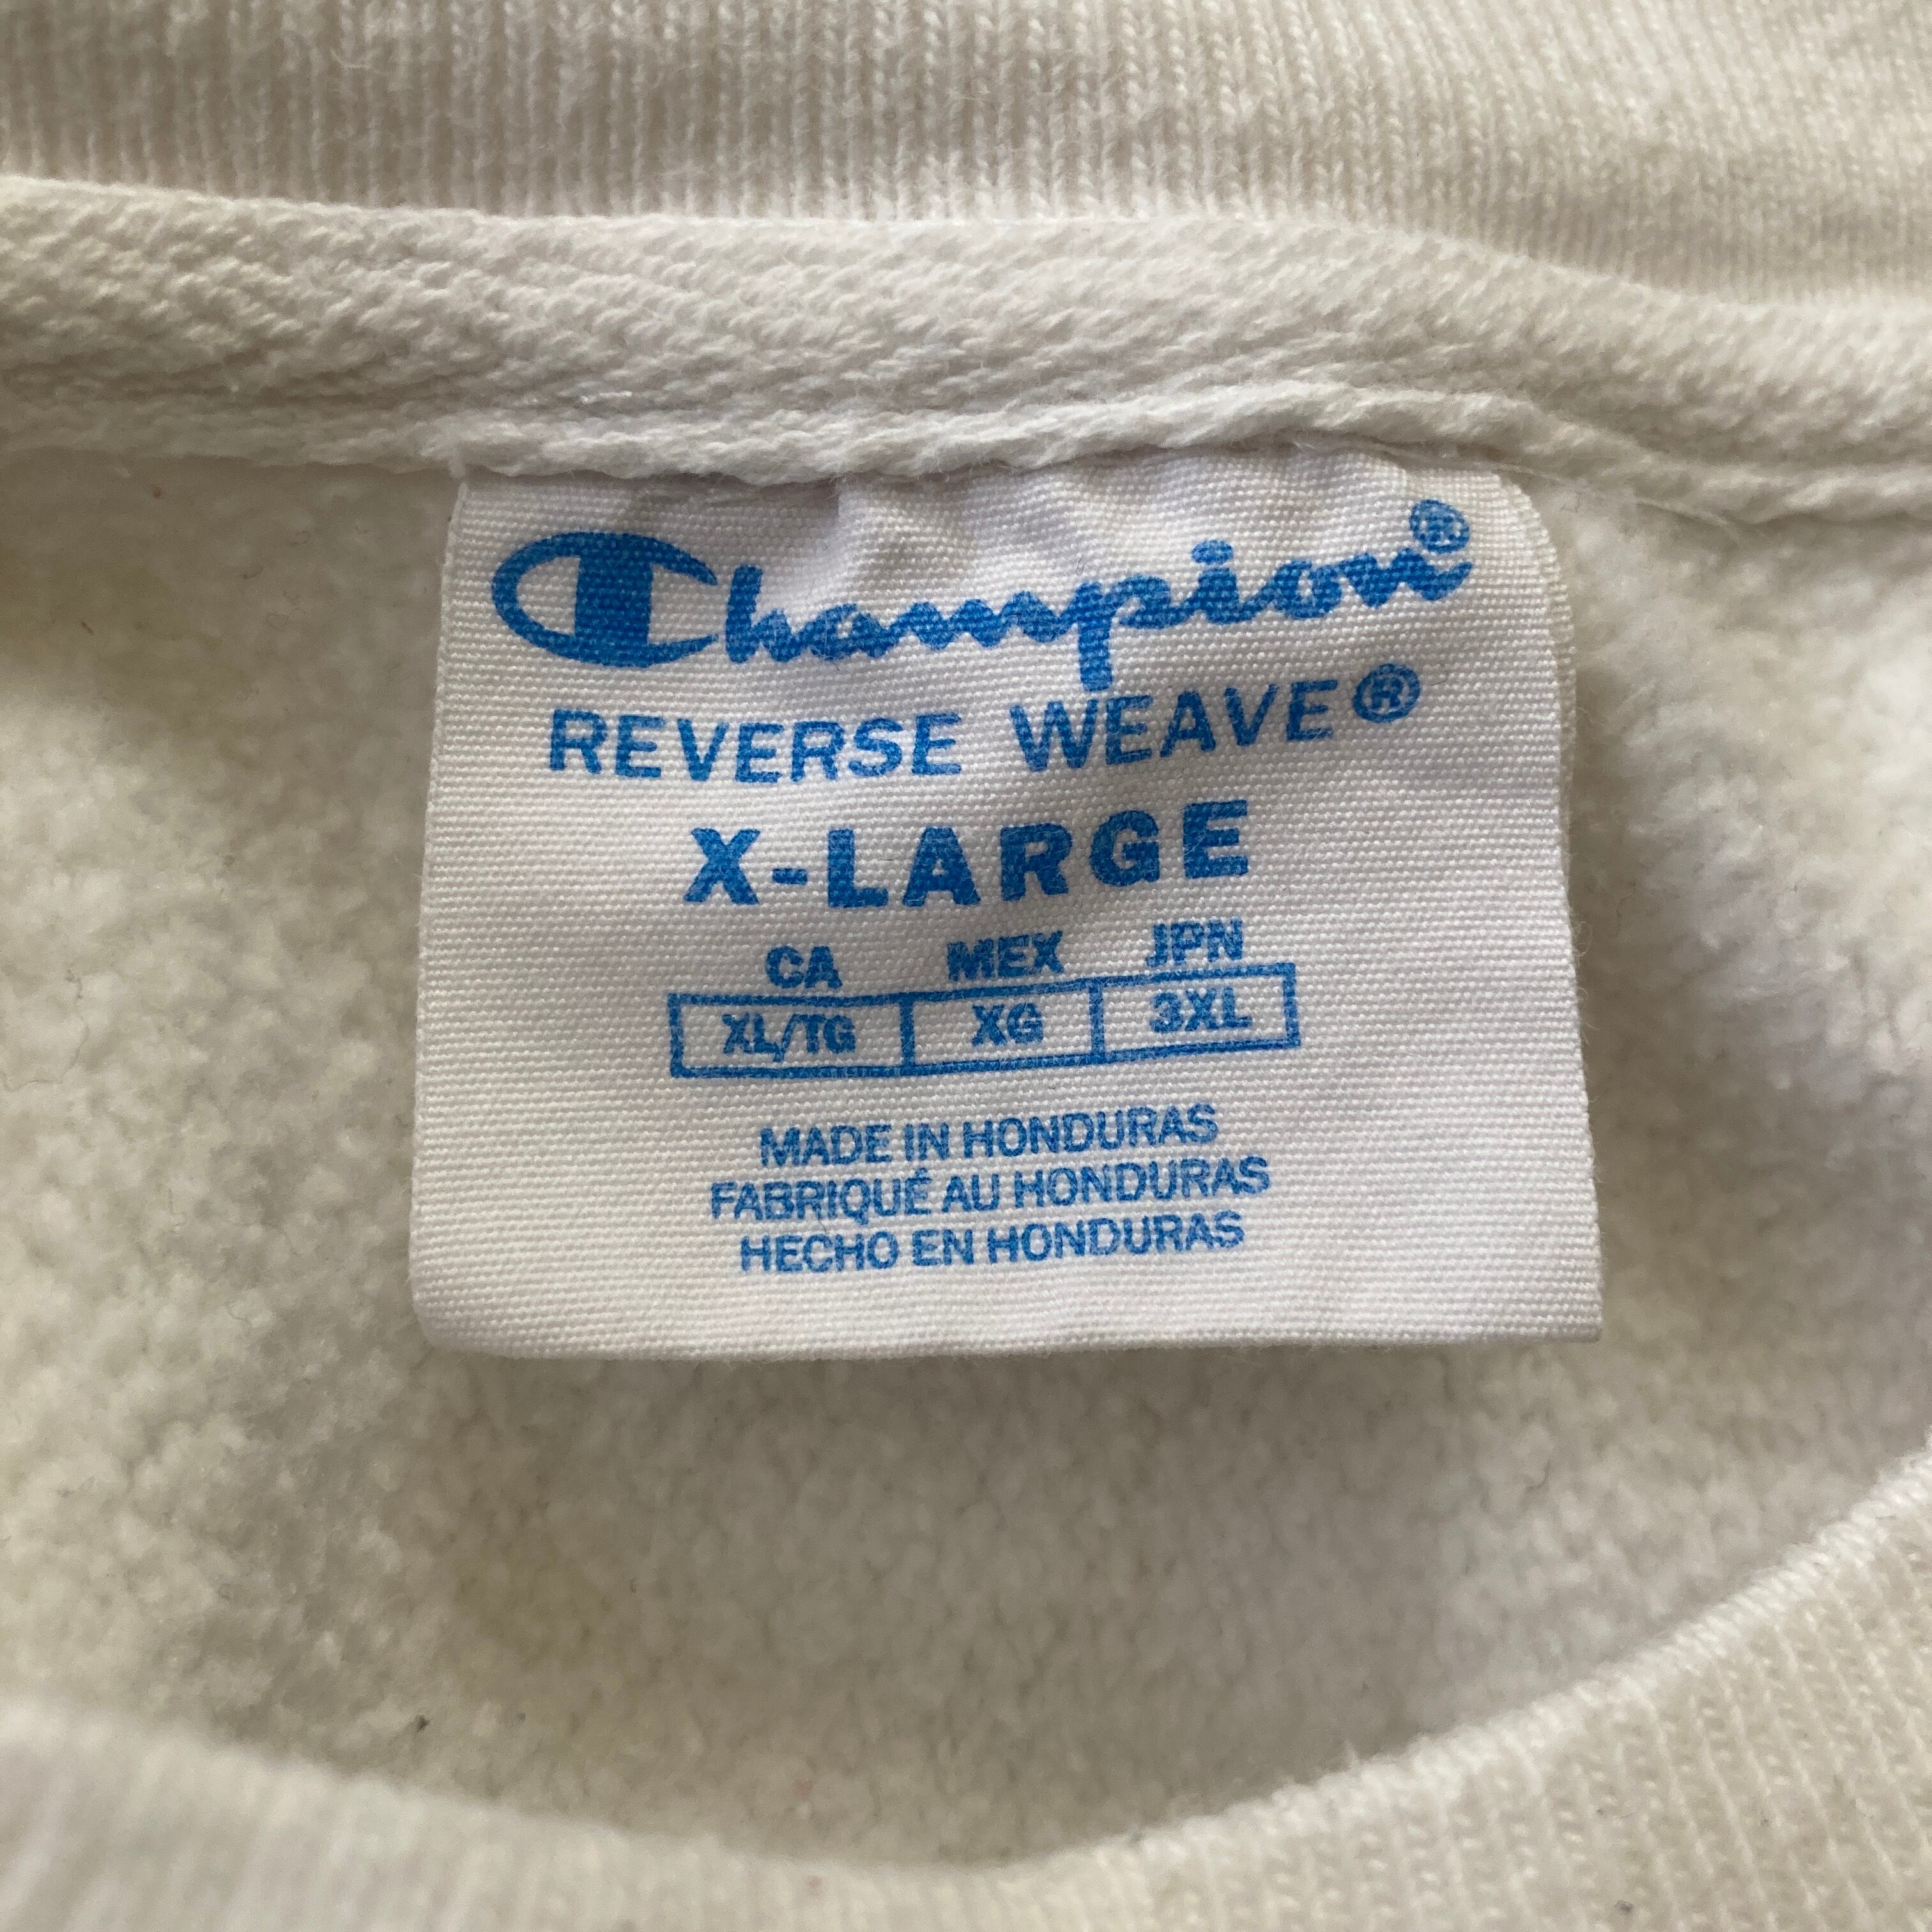 Champion®
REVERSE WEAVE®
X-LARGE
CA MEX JPN
XL/TG XG 3XL
MADE IN HONDURAS
FABRIQUÉ AU HONDURAS
HECHO EN HONDURAS